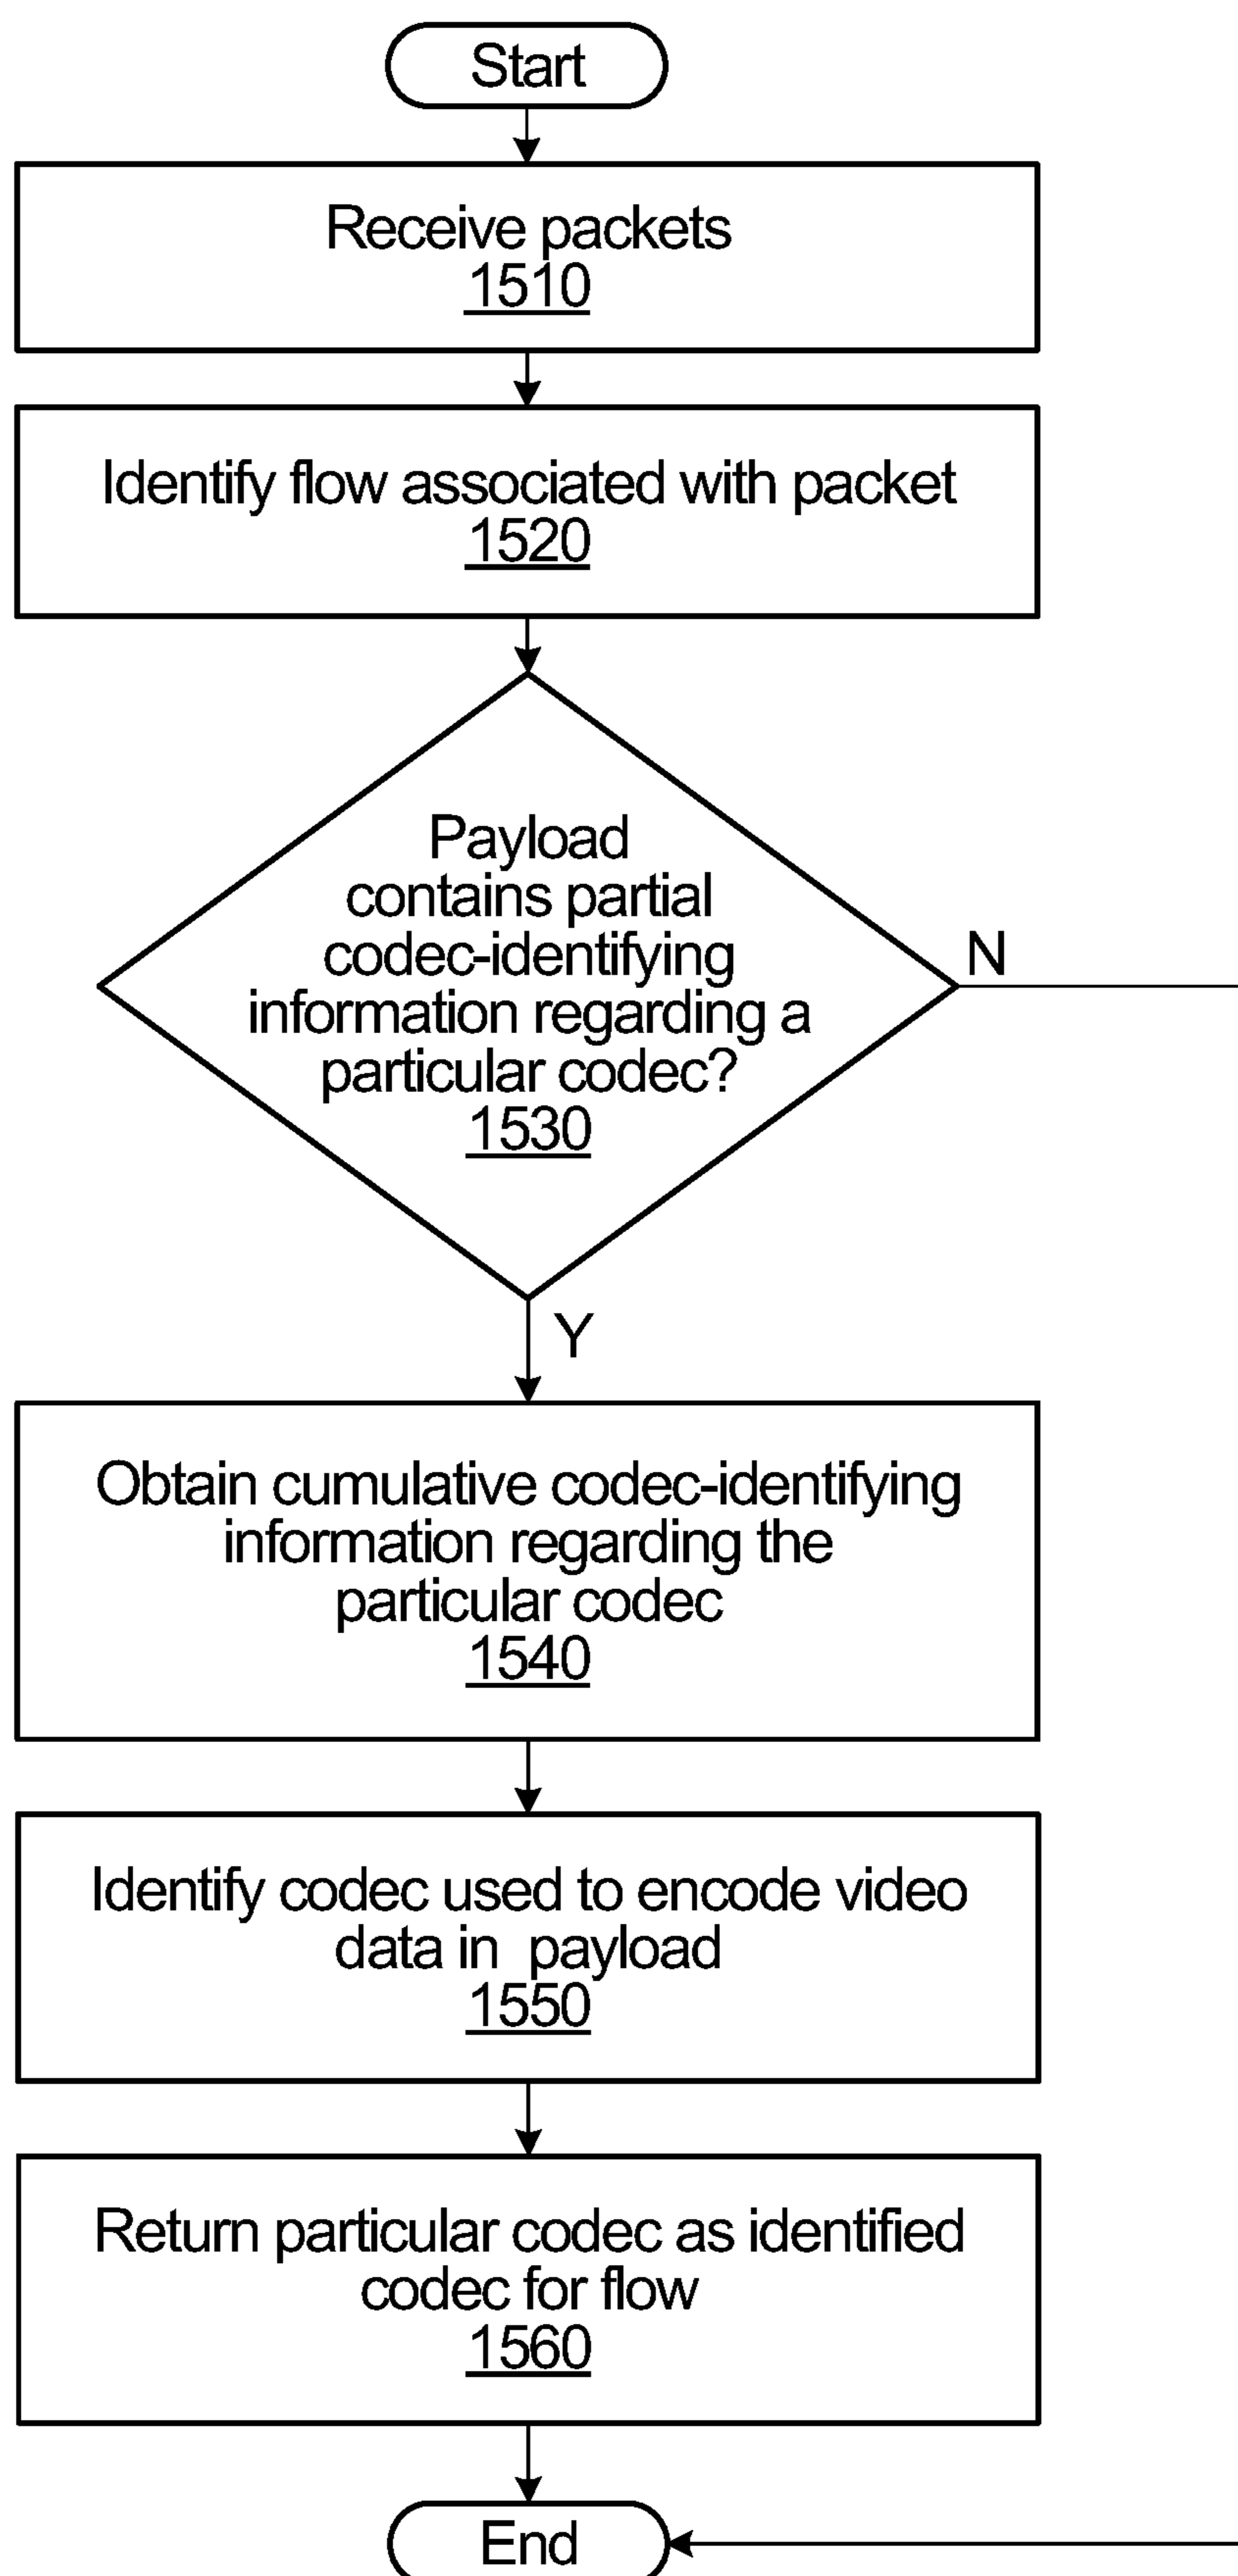 Start
Receive packets
1510
Identify flow associated with packet
1520
Payload
contains partial
codec-identifying
information regarding a
particular codec?
1530
N
Y
Obtain cumulative codec-identifying
information regarding the
particular codec
1540
Identify codec used to encode video
data in payload
1550
Return particular codec as identified
codec for flow
1560
End